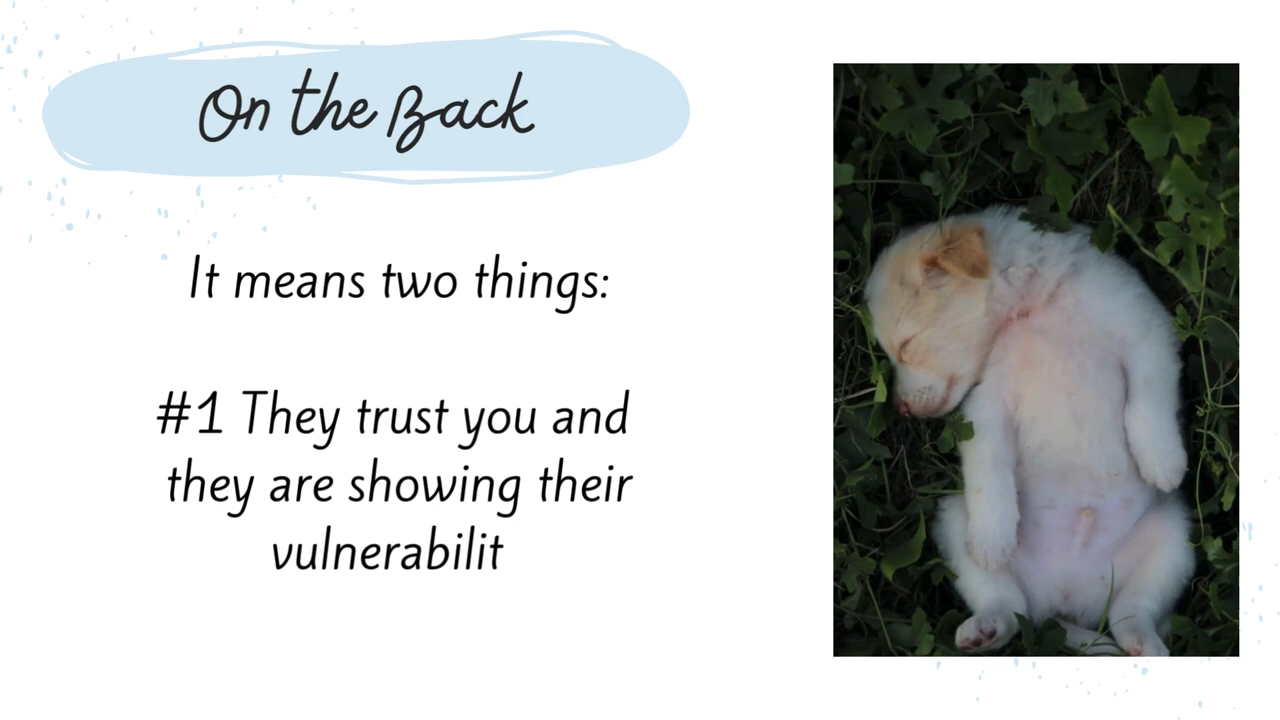 On the Back
It means two things:
#1 They trust you and
they are showing their
vulnerabilit